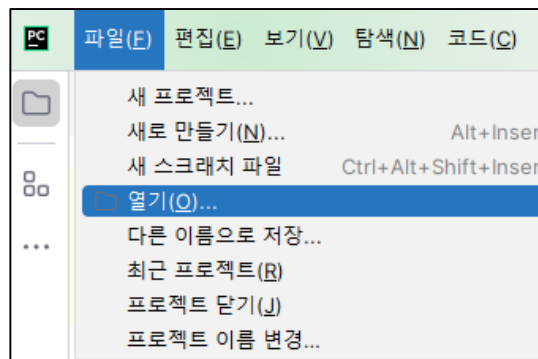 PC 파일(F) 편집(E) 보기(V) 탐색(N) 코드(C)
새 프로젝트...
새로 만들기(N)... Alt+Inser
새 스크래치 파일 Ctrl+Alt+Shift+Inser
열기(O)...
다른 이름으로 저장...
최근 프로젝트(R)
프로젝트 닫기(J)
프로젝트 이름 변경...